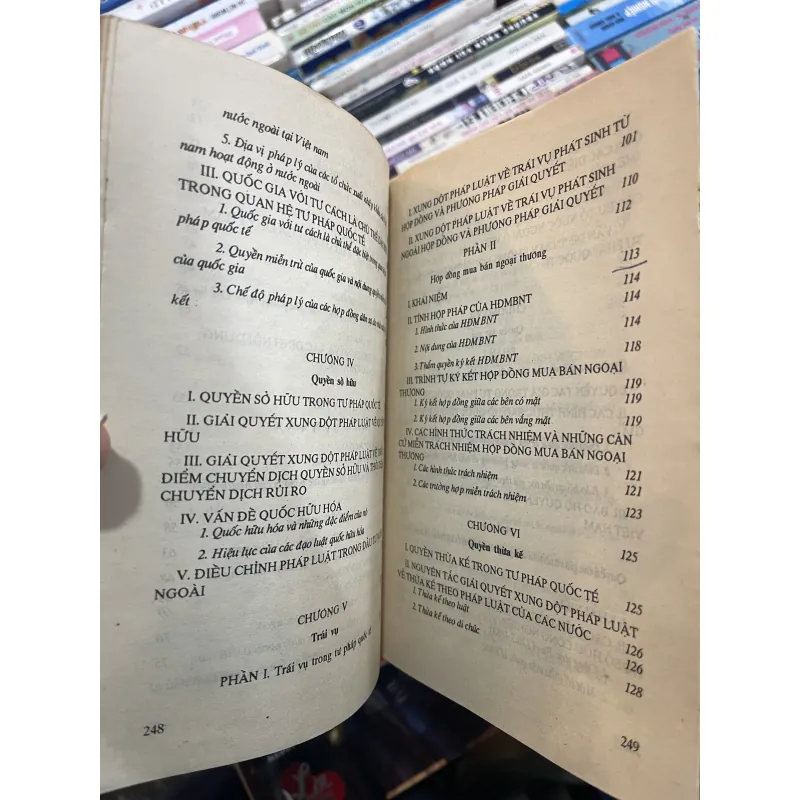 nước ngoài tại Việt nam
5. Địa vị pháp lý của các tổ chức
nam hoạt động ở nước ngoài
III. QUỐC GIA VỚI TƯ CÁCH LÀ CHỦ THỂ
TRONG QUAN HỆ TƯ PHÁP QUỐC TẾ
1. Quốc gia với tư cách là chủ thể đặc biệt trong
pháp quốc tế
2. Quyền miễn trừ của quốc gia và nội dung
của quốc gia
3. Chế độ pháp lý của các hợp đồng dân sự do
kết
CHƯƠNG IV
Quyền sở hữu
I. QUYỀN SỞ HỮU TRONG TƯ PHÁP QUỐC TẾ
II. GIẢI QUYẾT XUNG ĐỘT PHÁP LUẬT VỀ
HỮU
III. GIẢI QUYẾT XUNG ĐỘT PHÁP LUẬT VỀ
ĐIỂM CHUYỂN DỊCH QUYỀN SỞ HỮU VÀ
CHUYỂN DỊCH RỦI RO
IV. VẤN ĐỀ QUỐC HỮU HÓA
1. Quốc hữu hóa và những đặc điểm của nó
2. Hiệu lực của các đạo luật quốc hữu hóa
V. ĐIỀU CHỈNH PHÁP LUẬT TRONG ĐẦU TƯ
NGOÀI
CHƯƠNG V
Trái vụ
PHẦN I. Trái vụ trong tư pháp quốc tế
248
I. XUNG ĐỘT PHÁP LUẬT VỀ TRÁI VỤ PHÁT SINH TỪ
HỢP ĐỒNG VÀ PHƯƠNG PHÁP GIẢI QUYẾT 101
II. XUNG ĐỘT PHÁP LUẬT VỀ TRÁI VỤ PHÁT SINH
NGOÀI HỢP ĐỒNG VÀ PHƯƠNG PHÁP GIẢI QUYẾT 110
112
PHẦN II
Hợp đồng mua bán ngoại thương 113
I. KHÁI NIỆM 114
II. TÍNH HỢP PHÁP CỦA HĐMBNT 114
1. Hình thức của HĐMBNT 114
2. Nội dung của HĐMBNT 118
3. Thẩm quyền ký kết HĐMBNT
III. TRÌNH TỰ KÝ KẾT HỢP ĐỒNG MUA BÁN NGOẠI
THƯƠNG 119
1. Ký kết hợp đồng giữa các bên có mặt 119
2. Ký kết hợp đồng giữa các bên vắng mặt 119
IV. CÁC HÌNH THỨC TRÁCH NHIỆM VÀ NHỮNG CĂN
CỨ MIỄN TRÁCH NHIỆM HỢP ĐỒNG MUA BÁN NGOẠI
THƯƠNG 121
1. Các hình thức trách nhiệm 121
2. Các trường hợp miễn trách nhiệm 123
CHƯƠNG VI
Quyền thừa kế 125
I. QUYỀN THỪA KẾ TRONG TƯ PHÁP QUỐC TẾ
II. NGUYÊN TẮC GIẢI QUYẾT XUNG ĐỘT PHÁP LUẬT 125
VỀ THỪA KẾ THEO PHÁP LUẬT CỦA CÁC NƯỚC
1. Thừa kế theo luật 126
2. Thừa kế theo di chúc 126
128
249